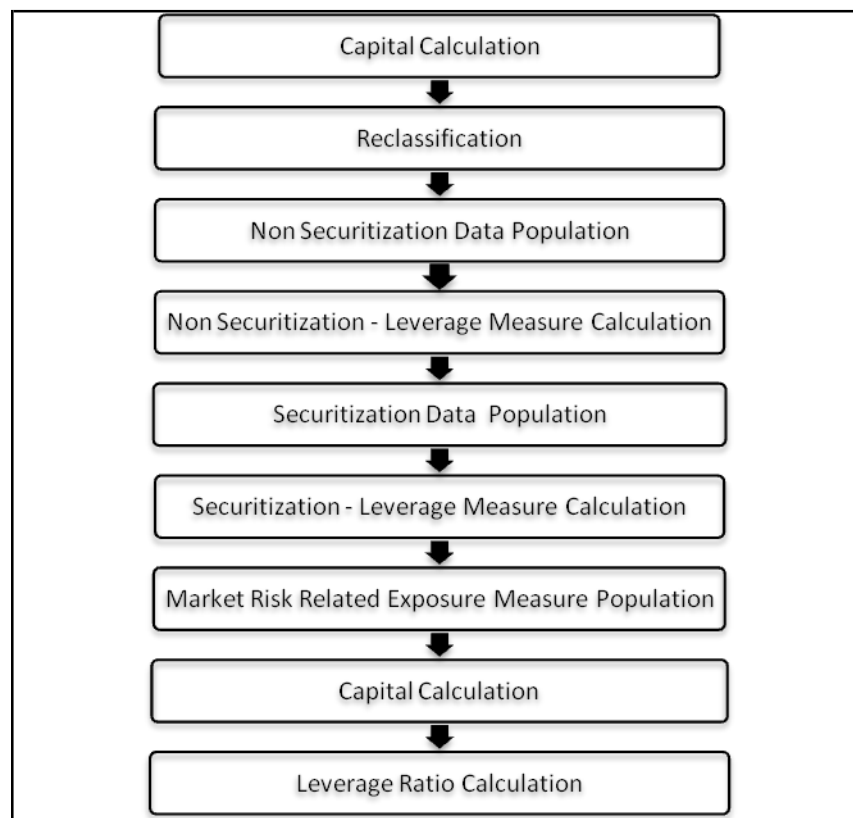 Capital Calculation
Reclassification
Non Securitization Data Population
Non Securitization - Leverage Measure Calculation
Securitization Data Population
Securitization - Leverage Measure Calculation
Market Risk Related Exposure Measure Population
Capital Calculation
Leverage Ratio Calculation